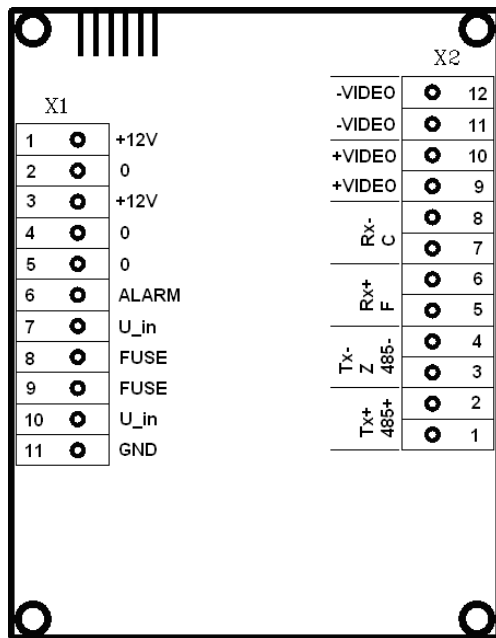 X1
1 +12V
2 0
3 +12V
4 0
5 0
6 ALARM
7 U_in
8 FUSE
9 FUSE
10 U_in
11 GND
X2
-VIDEO 12
-VIDEO 11
+VIDEO 10
+VIDEO 9
8
7
Rx-
C
6
5
Rx+
F
4
3
Tx-
Z
485-
2
1
Tx+
485+